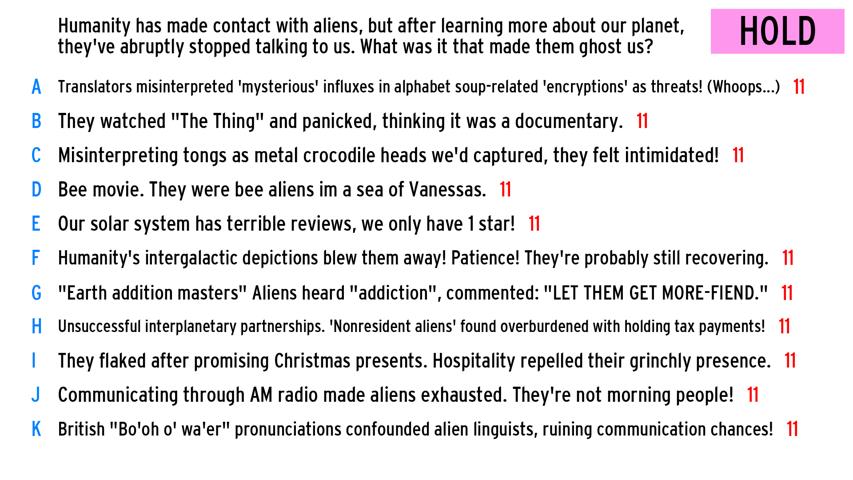 Humanity has made contact with aliens, but after learning more about our planet,
they've abruptly stopped talking to us. What was it that made them ghost us?
HOLD
A Translators misinterpreted 'mysterious' influxes in alphabet soup-related 'encryptions' as threats! (Whoops...) 11
B They watched "The Thing" and panicked, thinking it was a documentary. 11
C Misinterpreting tongs as metal crocodile heads we'd captured, they felt intimidated! 11
D Bee movie. They were bee aliens im a sea of Vanessas. 11
E Our solar system has terrible reviews, we only have 1 star! 11
F Humanity's intergalactic depictions blew them away! Patience! They're probably still recovering. 11
G "Earth addition masters" Aliens heard "addiction", commented: "LET THEM GET MORE-FIEND." 11
H Unsuccessful interplanetary partnerships. 'Nonresident aliens' found overburdened with holding tax payments! 11
I They flaked after promising Christmas presents. Hospitality repelled their grinchly presence. 11
J Communicating through AM radio made aliens exhausted. They're not morning people! 11
K British "Bo'oh o' wa'er" pronunciations confounded alien linguists, ruining communication chances! 11